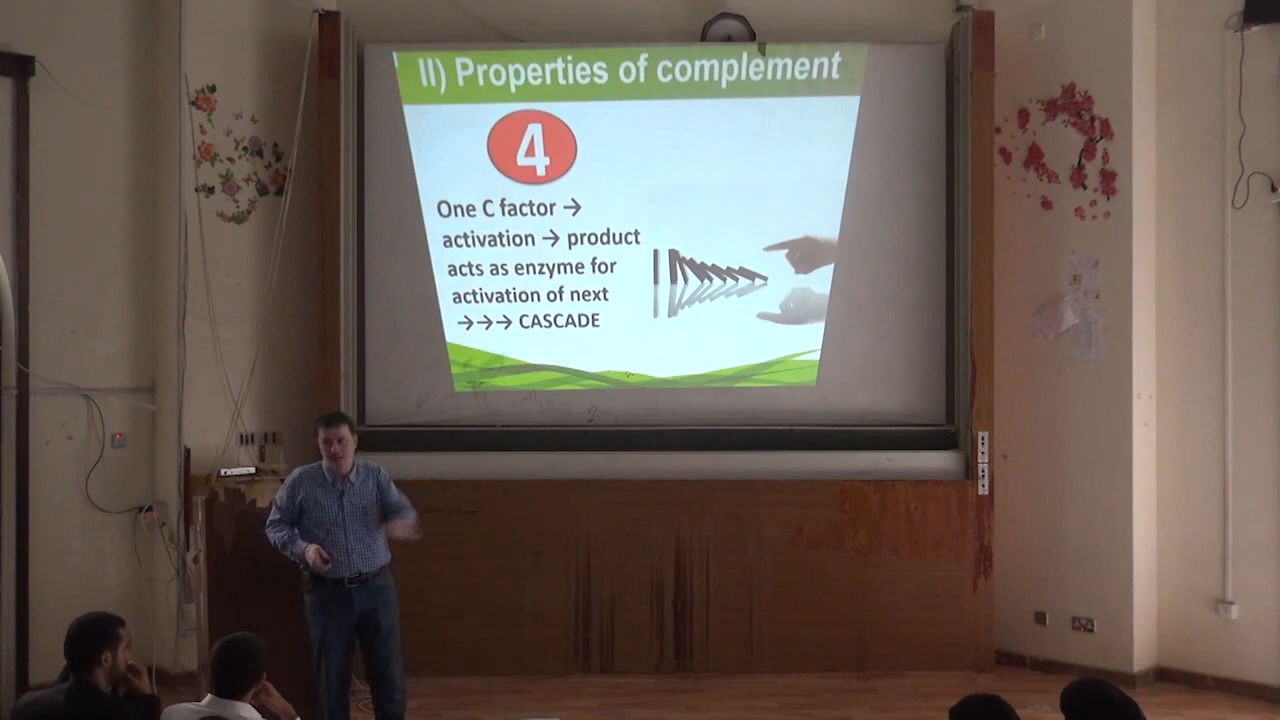 II) Properties of complement
4
One C factor →
activation → product
acts as enzyme for
activation of next
→→→ CASCADE